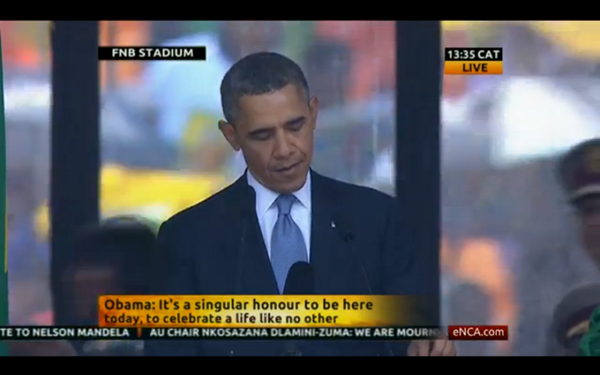 FNB STADIUM
13:35 CAT
LIVE
Obama: It's a singular honour to be here
today, to celebrate a life like no other
TE TO NELSON MANDELA
AU CHAIR NKOSAZANA DLAMINI-ZUMA: WE ARE MOURN
eNCA.com